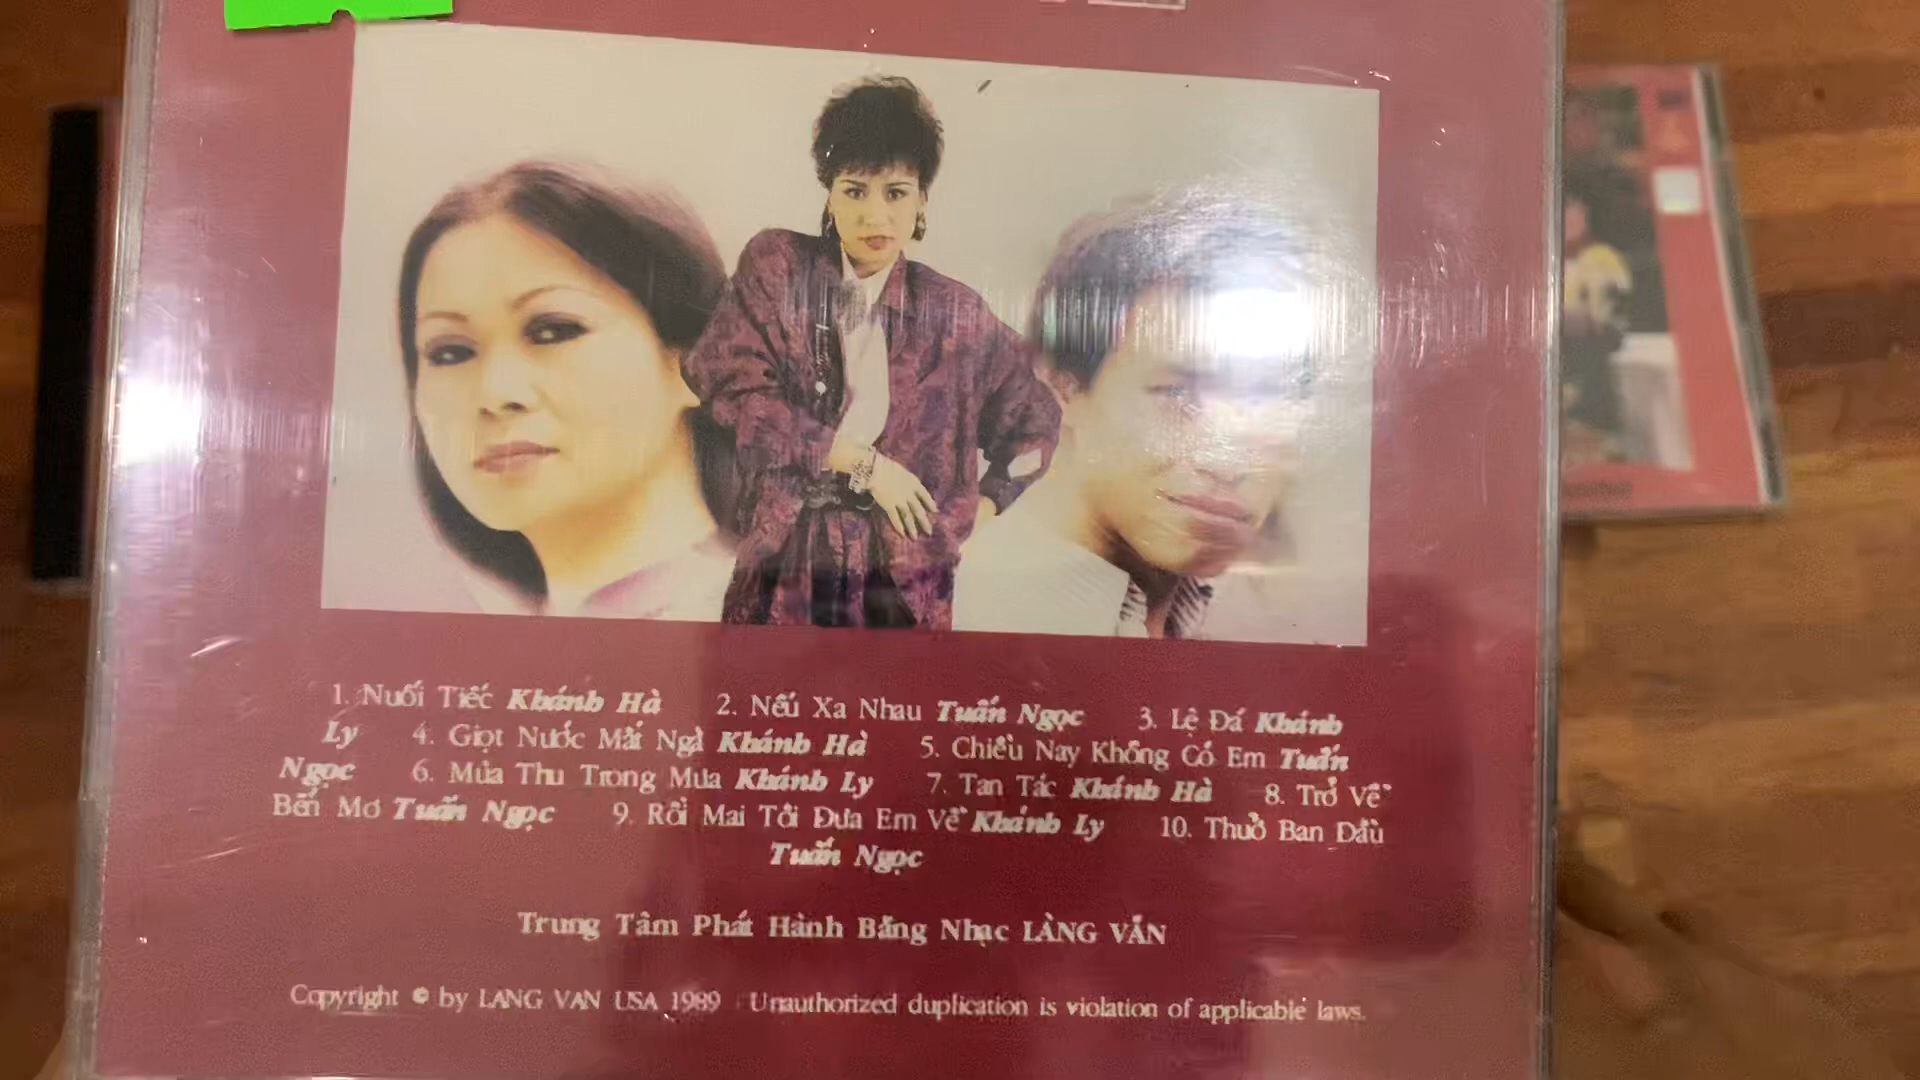 1. Nuối Tiếc Khánh Hà 2. Nếu Xa Nhau Tuấn Ngọc 3. Lệ Đá Khánh
Ly 4. Giọt Nước Mắt Ngà Khánh Hà 5. Chiều Nay Không Có Em Tuấn
Ngọc 6. Mùa Thu Trong Mưa Khánh Ly 7. Tan Tác Khánh Hà 8. Trở Về
Bến Mơ Tuấn Ngọc 9. Rồi Mai Tôi Đưa Em Về Khánh Ly 10. Thuở Ban Đầu
Tuấn Ngọc
Trung Tâm Phát Hành Băng Nhạc LÀNG VĂN
Copyright © by LANG VAN USA 1989 Unauthorized duplication is violation of applicable laws.